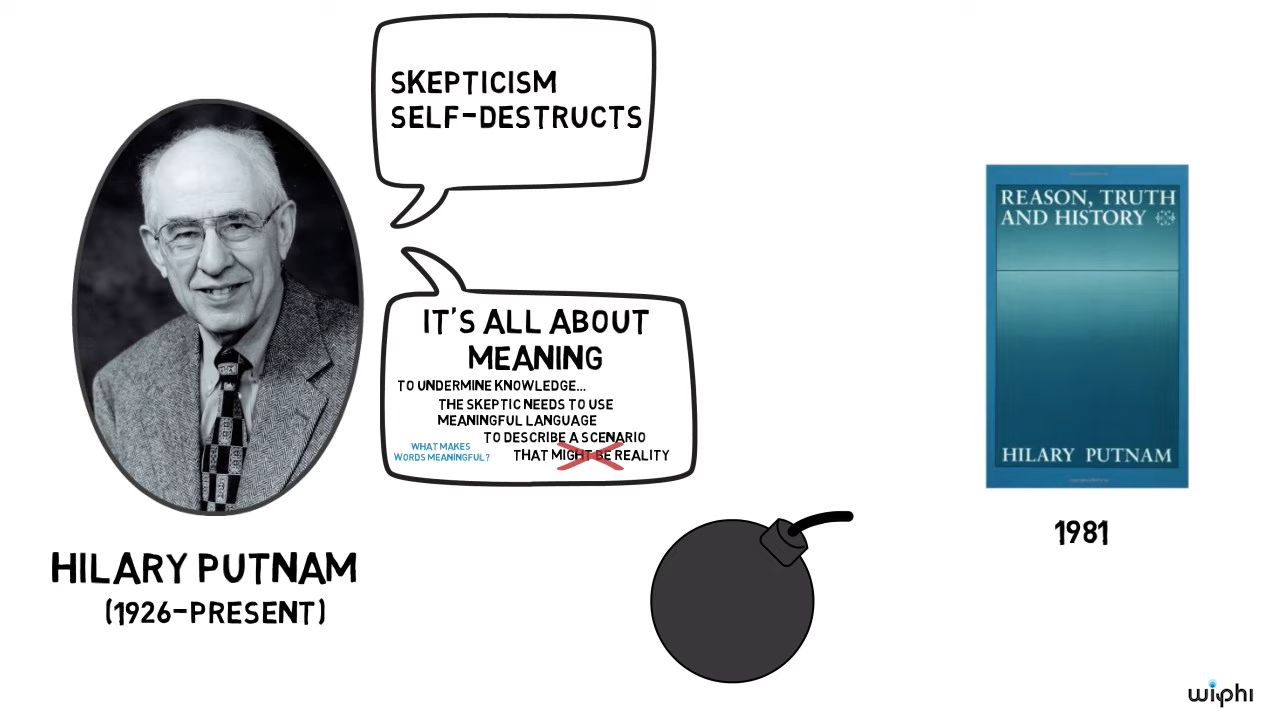 SKEPTICISM
SELF-DESTRUCTS
IT'S ALL ABOUT
MEANING
TO UNDERMINE KNOWLEDGE...
THE SKEPTIC NEEDS TO USE
MEANINGFUL LANGUAGE
TO DESCRIBE A SCENARIO
THAT MIGHT BE REALITY
WHAT MAKES
WORDS MEANINGFUL?
HILARY PUTNAM
(1926-PRESENT)
REASON, TRUTH
AND HISTORY
HILARY PUTNAM
1981
wiphi